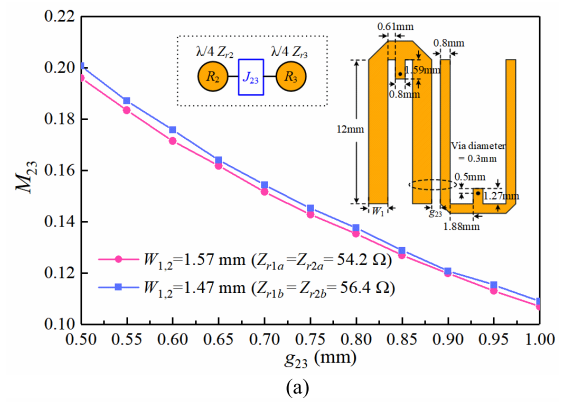 0.22
0.20
0.18
0.16
0.14
0.12
0.10
M23
0.50 0.55 0.60 0.65 0.70 0.75 0.80 0.85 0.90 0.95 1.00
g23 (mm)
λ/4 Zr2 λ/4 Zr3
R2 J23 R3
0.61mm
0.8mm
1.59mm
0.8mm
12mm
Via diameter
= 0.3mm
0.5mm
1.27mm
W1 g23
1.88mm
W1,2=1.57 mm (Zr1a=Zr2a= 54.2 Ω)
W1,2=1.47 mm (Zr1b=Zr2b= 56.4 Ω)
(a)